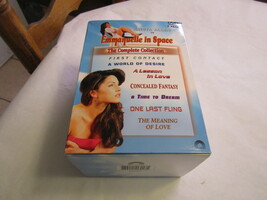 Emmanuelle in Space
The Complete Collection
FIRST CONTACT
A WORLD OF DESIRE
A LESSON
IN LOVE
CONCEALED FANTASY
A TIME TO DREAM
ONE LAST FLING
THE MEANING
OF LOVE